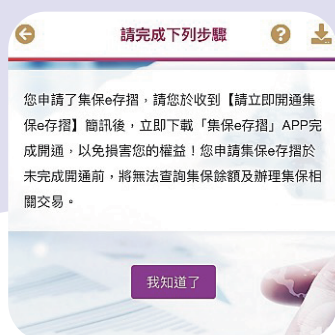 請完成下列步驟
您申請了集保e存摺，請您於收到【請立即開通集
保e存摺】簡訊後，立即下載「集保e存摺」APP完
成開通，以免損害您的權益！您申請集保e存摺於
未完成開通前，將無法查詢集保餘額及辦理集保相
關交易。
我知道了